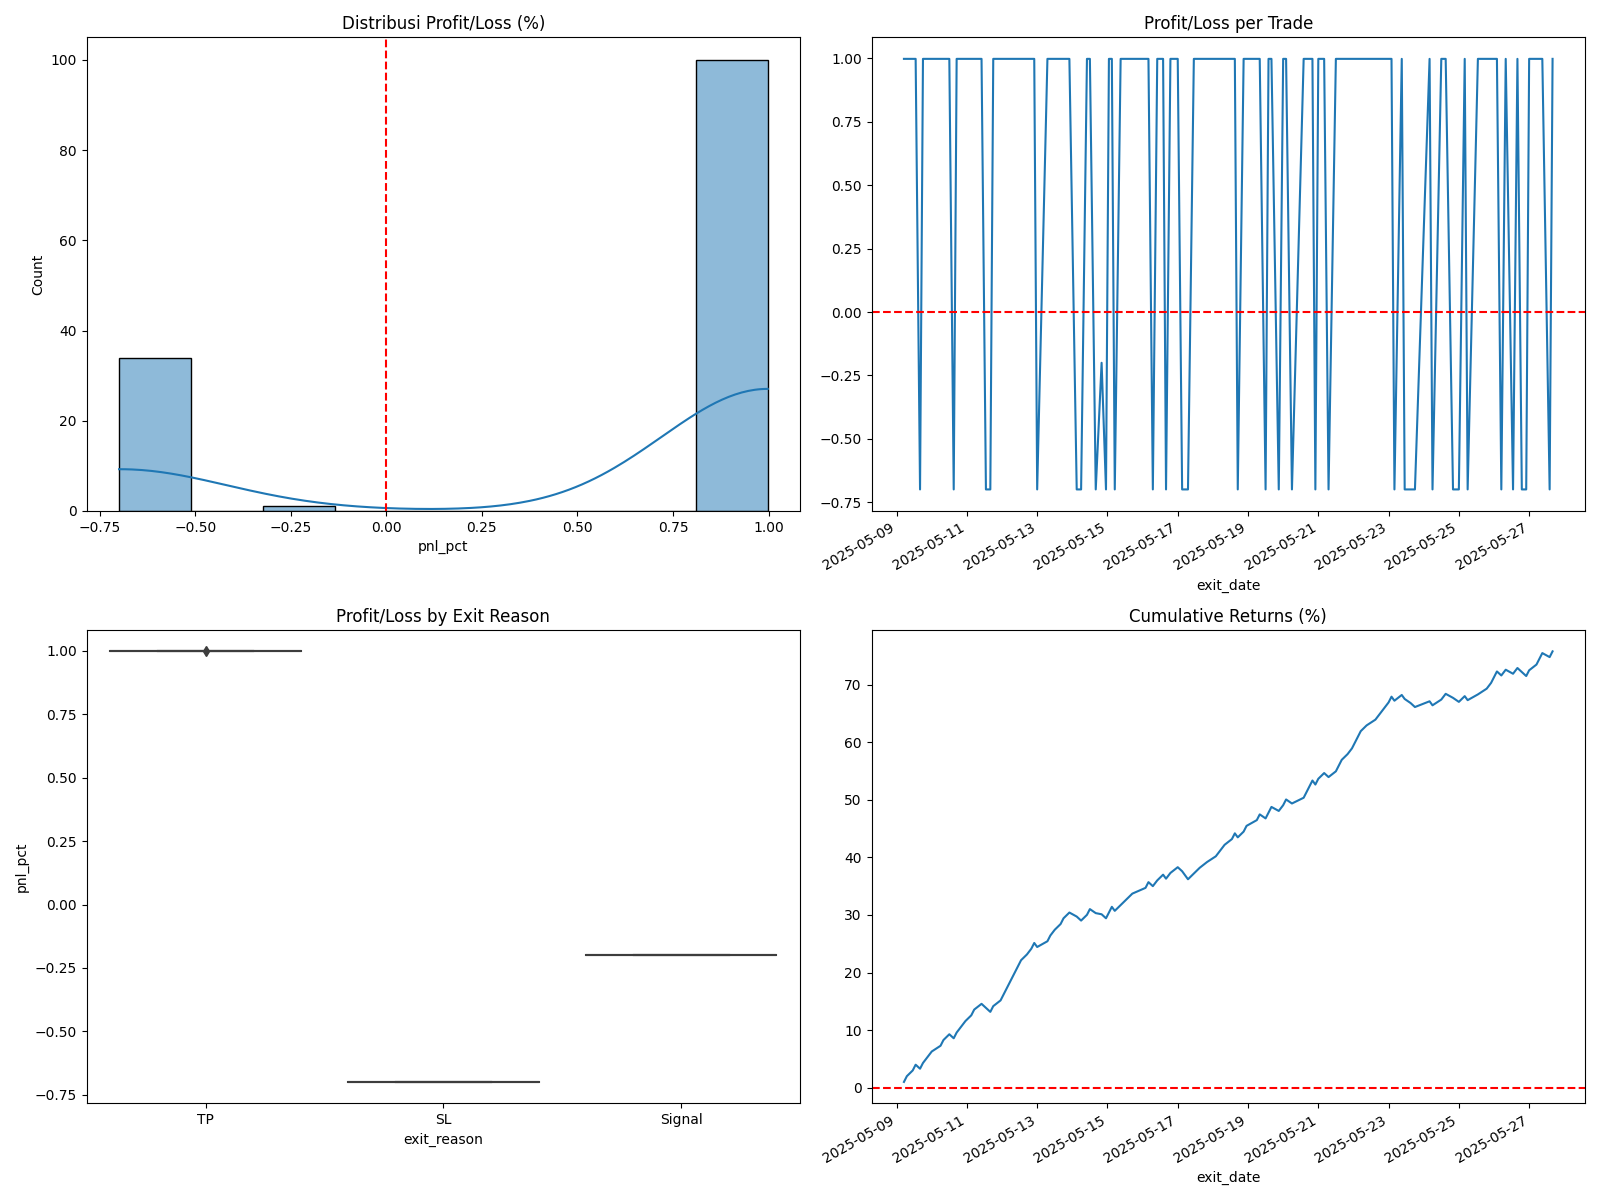 Distribusi Profit/Loss (%)
100
80
60
40
20
0
Count
−0.75 −0.50 −0.25 0.00 0.25 0.50 0.75 1.00
pnl_pct
Profit/Loss per Trade
1.00
0.75
0.50
0.25
0.00
−0.25
−0.50
−0.75
2025-05-09 2025-05-11 2025-05-13 2025-05-15 2025-05-17 2025-05-19 2025-05-21 2025-05-23 2025-05-25 2025-05-27
exit_date
Profit/Loss by Exit Reason
1.00
0.75
0.50
0.25
0.00
−0.25
−0.50
−0.75
pnl_pct
TP SL Signal
exit_reason
Cumulative Returns (%)
70
60
50
40
30
20
10
0
2025-05-09 2025-05-11 2025-05-13 2025-05-15 2025-05-17 2025-05-19 2025-05-21 2025-05-23 2025-05-25 2025-05-27
exit_date